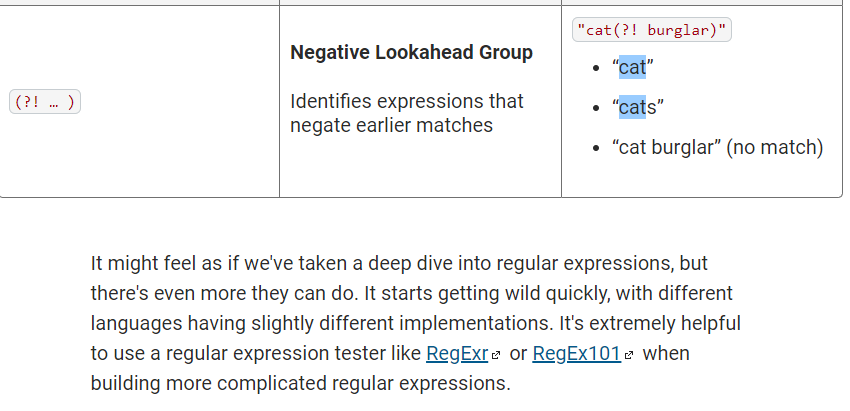 "cat(?! burglar)"
Negative Lookahead Group
• “cat”
(?! … )
Identifies expressions that
negate earlier matches
• “cats”
• “cat burglar” (no match)
It might feel as if we've taken a deep dive into regular expressions, but
there's even more they can do. It starts getting wild quickly, with different
languages having slightly different implementations. It's extremely helpful
to use a regular expression tester like RegExr or RegEx101 when
building more complicated regular expressions.